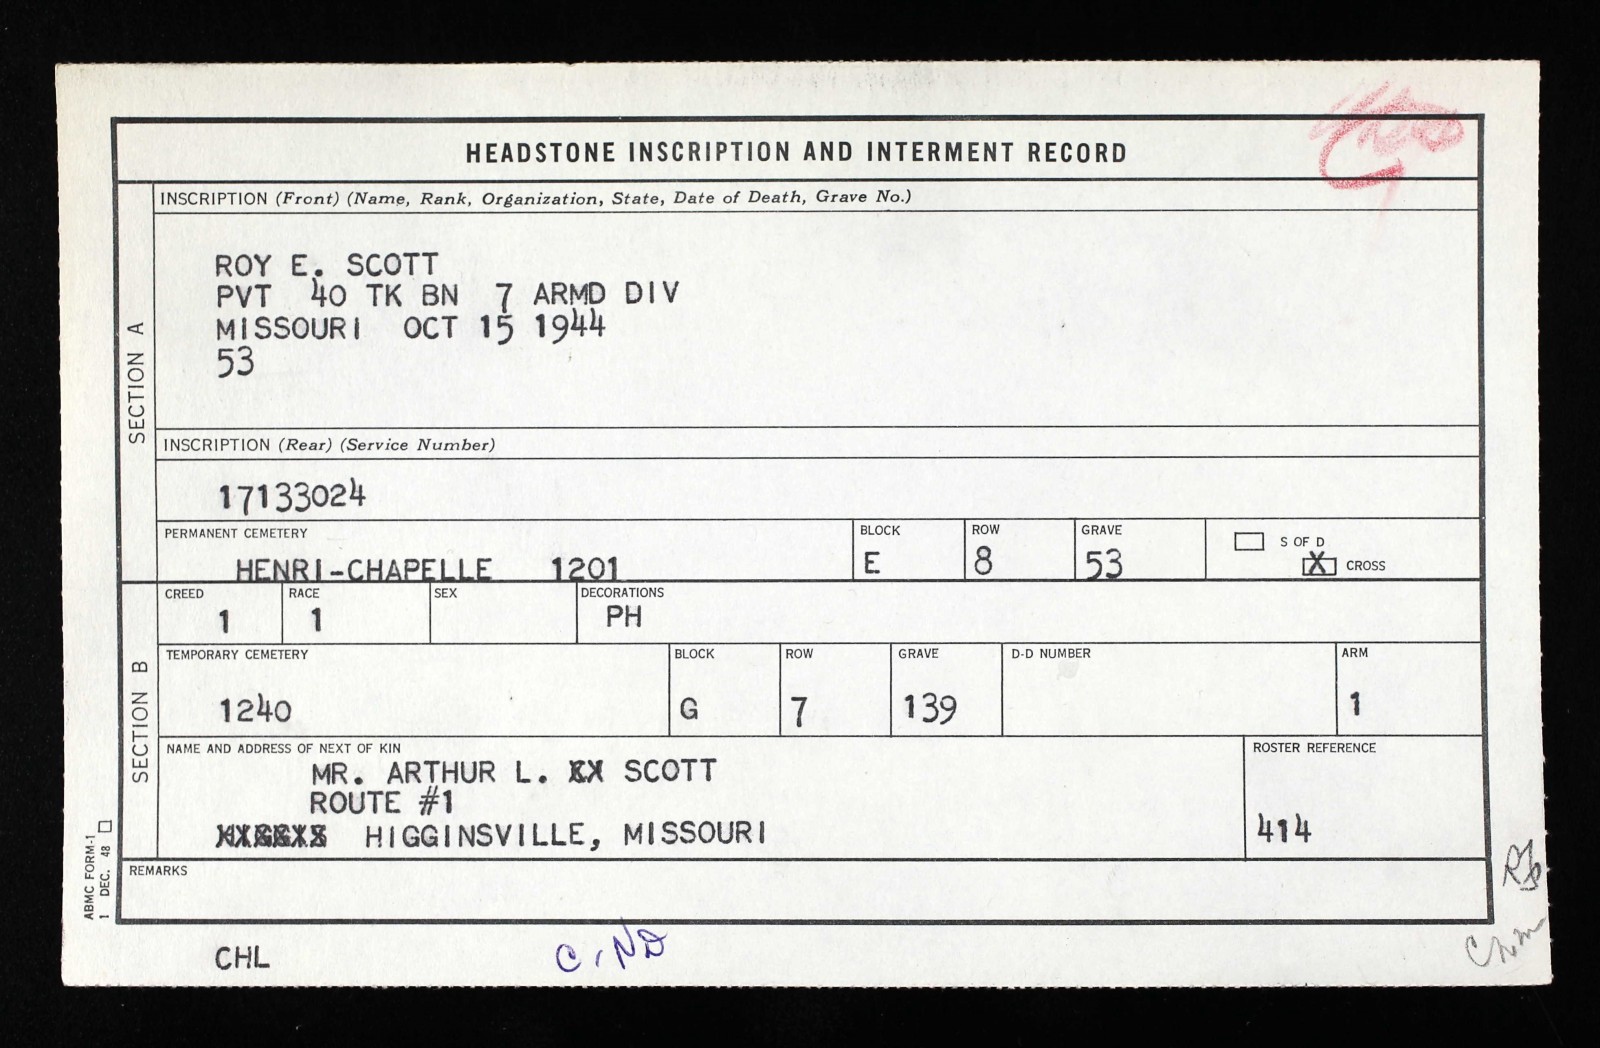 HEADSTONE INSCRIPTION AND INTERMENT RECORD
SECTION A
INSCRIPTION (Front) (Name, Rank, Organization, State, Date of Death, Grave No.)
ROY E. SCOTT
PVT 40 TK BN 7 ARMD DIV
MISSOURI OCT 15 1944
53
INSCRIPTION (Rear) (Service Number)
17133024
PERMANENT CEMETERY BLOCK ROW GRAVE S OF D
HENRI-CHAPELLE 1201 E 8 53 X CROSS
SECTION B
CREED RACE SEX DECORATIONS
1 1 PH
TEMPORARY CEMETERY BLOCK ROW GRAVE D-D NUMBER ARM
1240 G 7 139 1
NAME AND ADDRESS OF NEXT OF KIN ROSTER REFERENCE
MR. ARTHUR L. SCOTT
ROUTE #1
HIGGINSVILLE, MISSOURI 414
REMARKS
ABMC FORM-1
1 DEC. 48
CHL